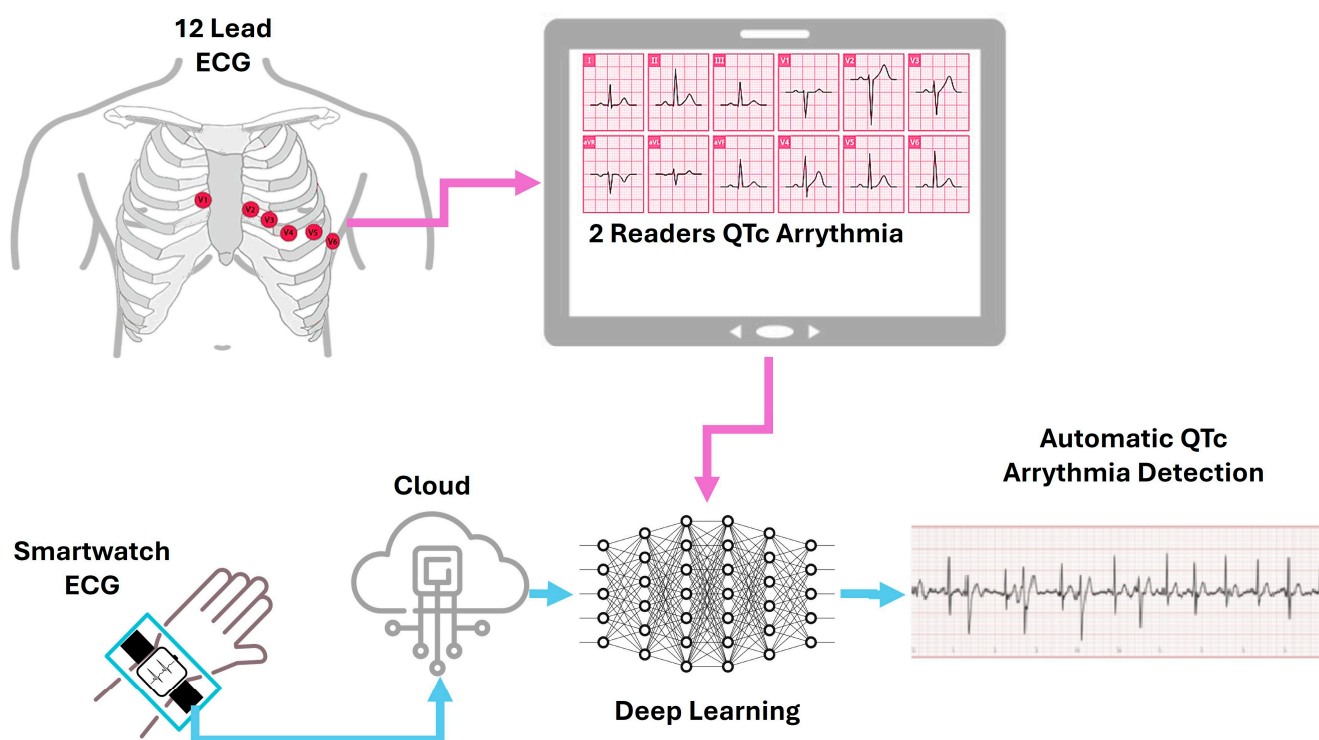 12 Lead
ECG
I
II
III
V1
V2
V3
aVR
aVL
aVF
V4
V5
V6
2 Readers QTc Arrythmia
V1
V2
V3
V4
V5
V6
Automatic QTc
Arrythmia Detection
Cloud
Smartwatch
ECG
Deep Learning